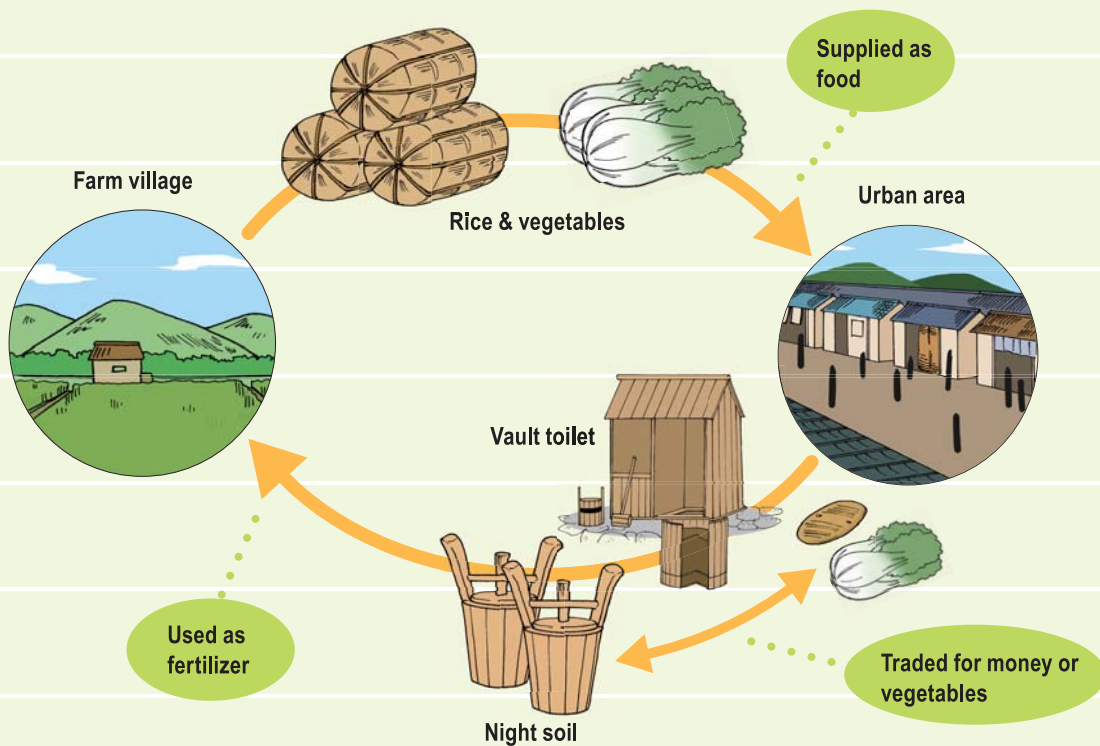 Supplied as
food
Farm village
Urban area
Rice & vegetables
Vault toilet
Used as
fertilizer
Traded for money or
vegetables
Night soil